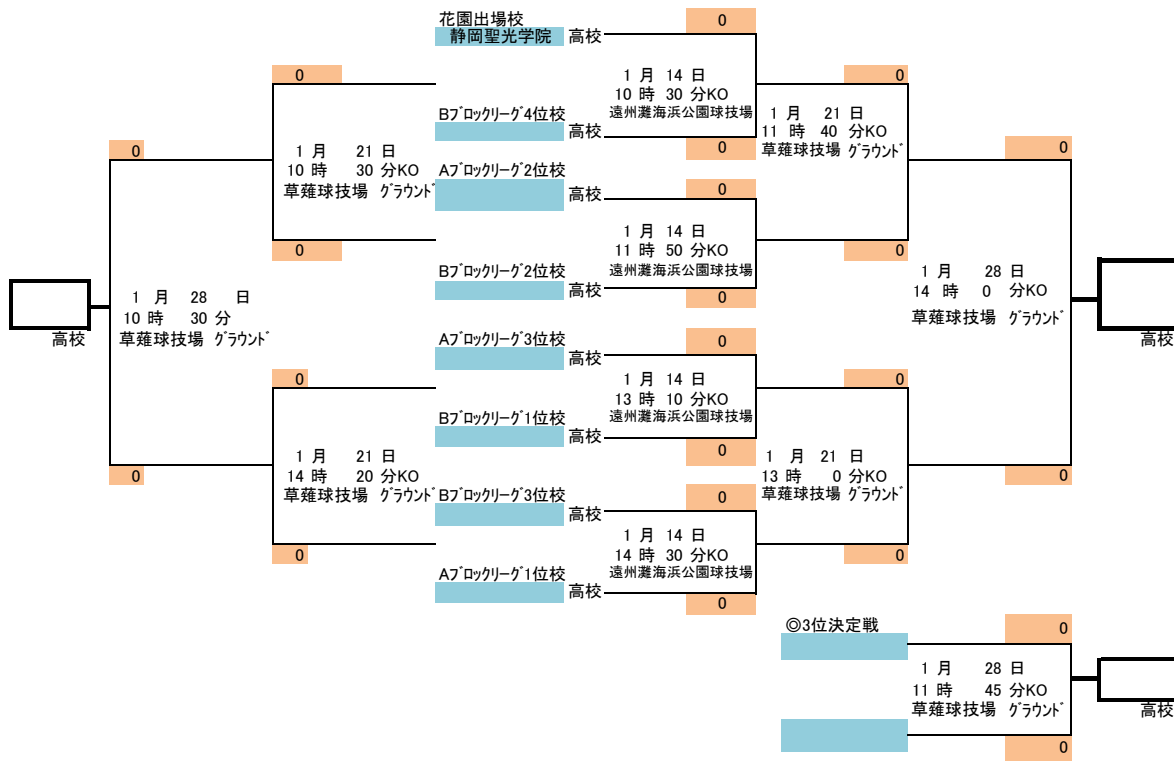 花園出場校
静岡聖光学院 高校
0
1 月 14 日
10 時 30 分KO
遠州灘海浜公園球技場
Bブロックリーグ4位校
高校
0
Aブロックリーグ2位校
高校
0
1 月 14 日
11 時 50 分KO
遠州灘海浜公園球技場
Bブロックリーグ2位校
高校
0
Aブロックリーグ3位校
高校
0
1 月 14 日
13 時 10 分KO
遠州灘海浜公園球技場
Bブロックリーグ1位校
高校
0
Bブロックリーグ3位校
高校
0
1 月 14 日
14 時 30 分KO
遠州灘海浜公園球技場
Aブロックリーグ1位校
高校
0
0
1 月 21 日
11 時 40 分KO
草薙球技場 グラウンド
0
0
1 月 21 日
13 時 0 分KO
草薙球技場 グラウンド
0
0
1 月 28 日
14 時 0 分KO
草薙球技場 グラウンド
0
高校
0
1 月 21 日
10 時 30 分KO
草薙球技場 グラウンド
0
0
1 月 21 日
14 時 20 分KO
草薙球技場 グラウンド
0
0
1 月 28 日
10 時 30 分
草薙球技場 グラウンド
0
高校
◎3位決定戦
0
1 月 28 日
11 時 45 分KO
草薙球技場 グラウンド
0
高校